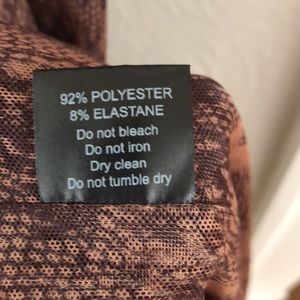 92% POLYESTER
8% ELASTANE
Do not bleach
Do not iron
Dry clean
Do not tumble dry